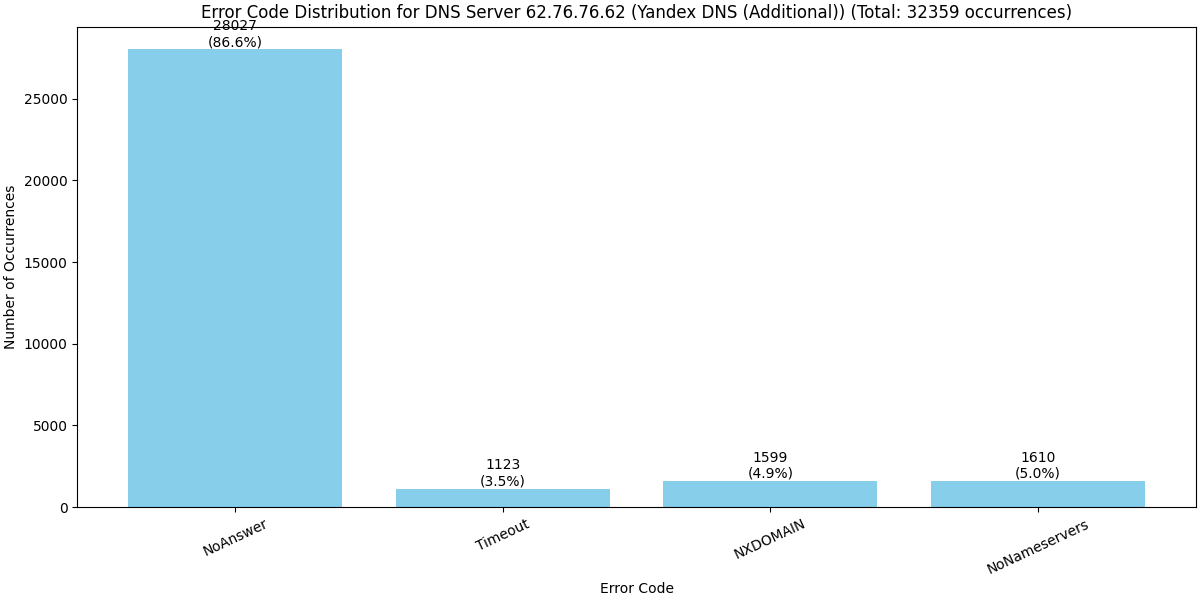 Error Code Distribution for DNS Server 62.76.76.62 (Yandex DNS (Additional)) (Total: 32359 occurrences)
28027
(86.6%)
25000
20000
15000
10000
5000
0
Number of Occurrences
1123
(3.5%)
1599
(4.9%)
1610
(5.0%)
NoAnswer
Timeout
NXDOMAIN
NoNameservers
Error Code